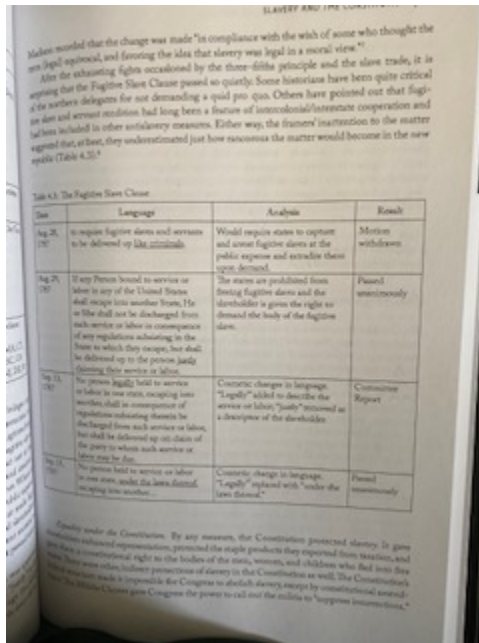 SLAVERY AND THE
Madison recorded that the change was made "in compliance with the wish of some who thought the
term (legal) equivocal, and favoring the idea that slavery was legal in a moral view."
After the exhausting fights occasioned by the three-fifths principle and the slave trade, it is
surprising that the Fugitive Slave Clause passed so quietly. Some historians have been quite critical
of the northern delegates for not demanding a quid pro quo. Others have pointed out that fugi-
tive slave and servant rendition had long been a feature of intercolonial/interstate cooperation and
had been included in other antislavery measures. Either way, the framers' inattention to the matter
suggested that, at best, they underestimated just how rancorous the matter would become in the new
republic (Table 4.3).
Table 4.3: The Fugitive Slave Clause
Date Language Analysis Result
Aug. 28, 1787
to require fugitive slaves and servants
to be delivered up like criminals.
Would require states to capture
and arrest fugitive slaves at the
public expense and extradite them
upon demand.
Motion
withdrawn
Aug. 29, 1787
If any Person bound to service or
labor in any of the United States
shall escape into another State, He
or She shall not be discharged from
such service or labor in consequence
of any regulations subsisting in the
State to which they escape, but shall
be delivered up to the person justly
claiming their service or labor.
The states are prohibited from
freeing fugitive slaves and the
slaveholder is given the right to
demand the body of the fugitive
slave.
Passed
unanimously
1787
No person legally held to service
or labor in one state, escaping into
another, shall in consequence of
regulations subsisting therein be
discharged from such service or labor,
but shall be delivered up on claim of
the party to whom such service or
labor may be due.
Cosmetic changes in language.
"Legally" added to describe the
service or labor; "justly" removed as
a descriptor of the slaveholder.
Committee
Report
1787
No person held to service or labor
in one state, under the laws thereof,
escaping into another...
Cosmetic change in language.
"Legally" replaced with "under the
laws thereof."
Passed
unanimously
Equality under the Constitution. By any measure, the Constitution protected slavery. It gave
enhanced representation, protected the staple products they exported from taxation, and
gave them a constitutional right to the bodies of the men, women, and children who fled into free
There were other, indirect protections of slavery in the Constitution as well. The Constitution's
structure made it impossible for Congress to abolish slavery, except by constitutional amend-
Clause gave Congress the power to call out the militia to "suppress insurrections,"